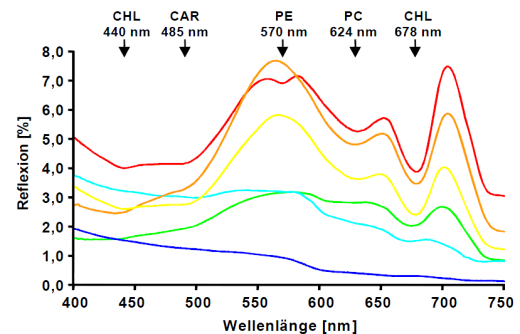 CHL CAR PE PC CHL
440 nm 485 nm 570 nm 624 nm 678 nm
8,0
7,0
6,0
5,0
4,0
3,0
2,0
1,0
0,0
Reflexion [%]
400 450 500 550 600 650 700 750
Wellenlänge [nm]